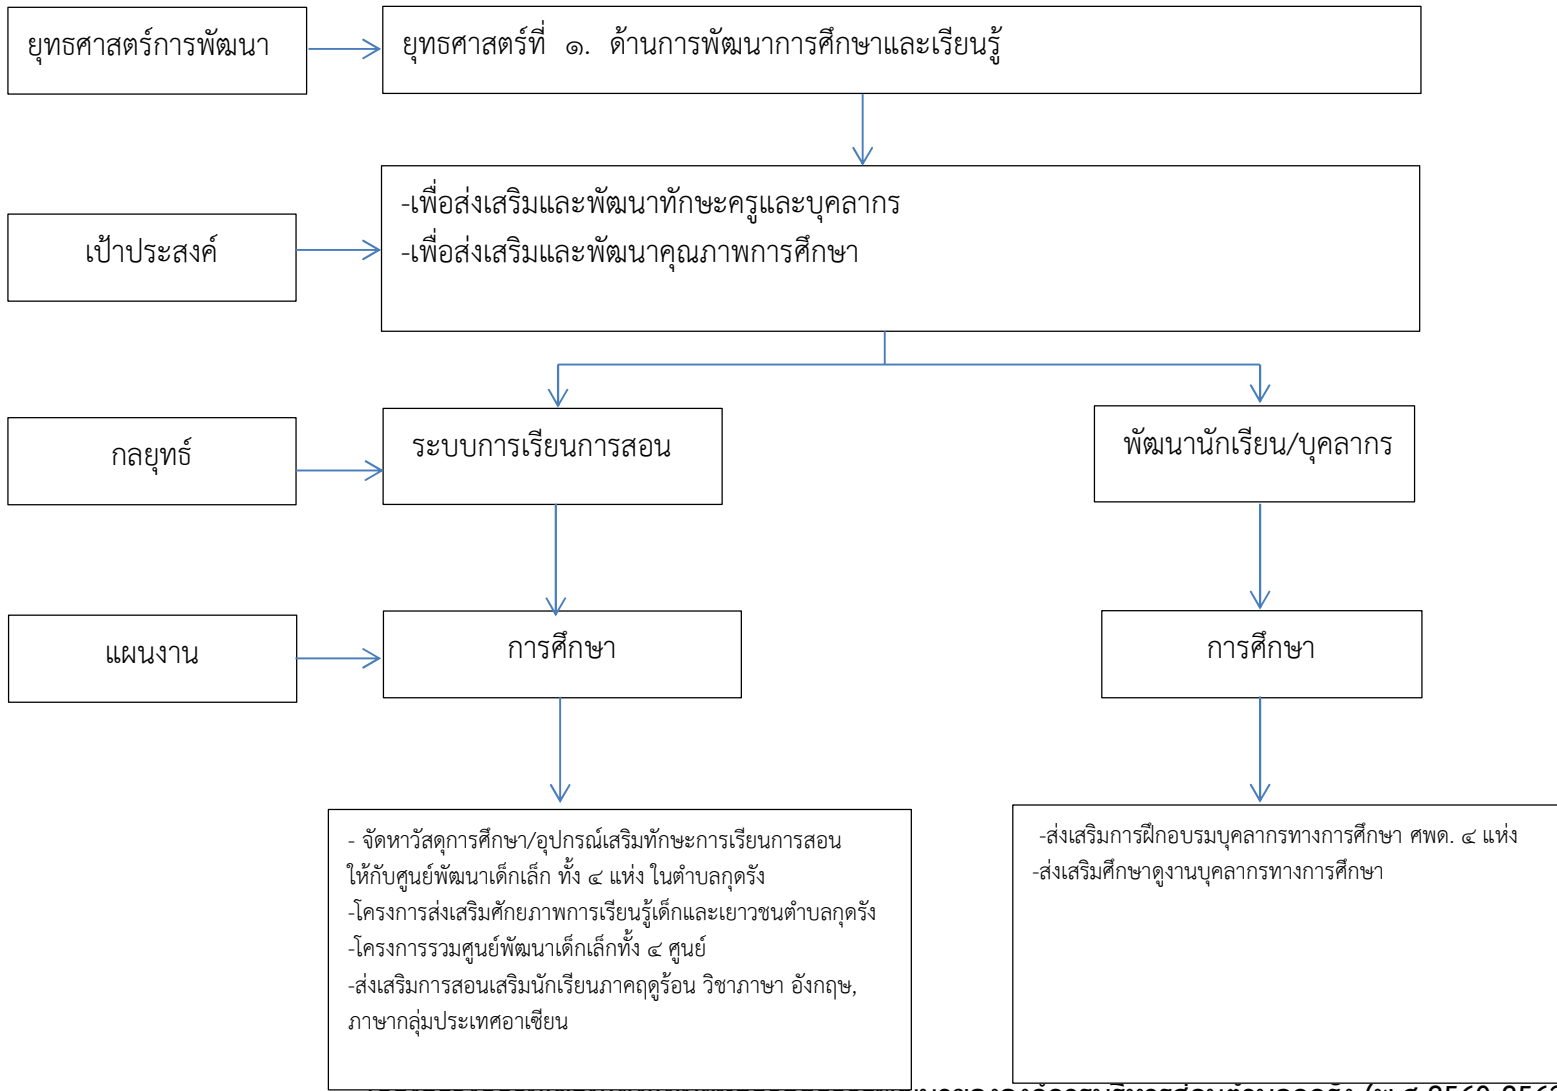 ยุทธศาสตร์การพัฒนา
ยุทธศาสตร์ที่ ๑. ด้านการพัฒนาการศึกษาและเรียนรู้
เป้าประสงค์
-เพื่อส่งเสริมและพัฒนาทักษะครูและบุคลากร
-เพื่อส่งเสริมและพัฒนาคุณภาพการศึกษา
กลยุทธ์
ระบบการเรียนการสอน
พัฒนานักเรียน/บุคลากร
แผนงาน
การศึกษา
การศึกษา
- จัดหาวัสดุการศึกษา/อุปกรณ์เสริมทักษะการเรียนการสอน
ให้กับศูนย์พัฒนาเด็กเล็ก ทั้ง ๔ แห่ง ในตำบลกุดรัง
-โครงการส่งเสริมศักยภาพการเรียนรู้เด็กและเยาวชนตำบลกุดรัง
-โครงการรวมศูนย์พัฒนาเด็กเล็กทั้ง ๔ ศูนย์
-ส่งเสริมการสอนเสริมนักเรียนภาคฤดูร้อน วิชาภาษา อังกฤษ,
ภาษากลุ่มประเทศอาเซียน
-ส่งเสริมการฝึกอบรมบุคลากรทางการศึกษา ศพด. ๔ แห่ง
-ส่งเสริมศึกษาดูงานบุคลากรทางการศึกษา